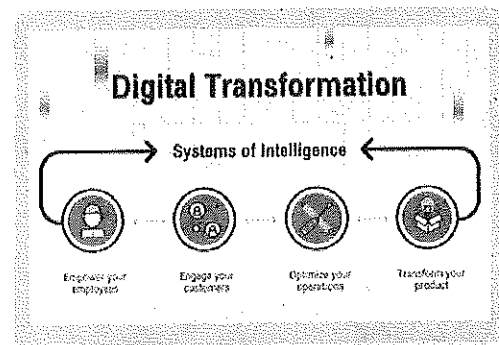 Digital Transformation
Systems of Intelligence
Empower your
employees
Engage your
customers
Optimize your
operations
Transform your
product